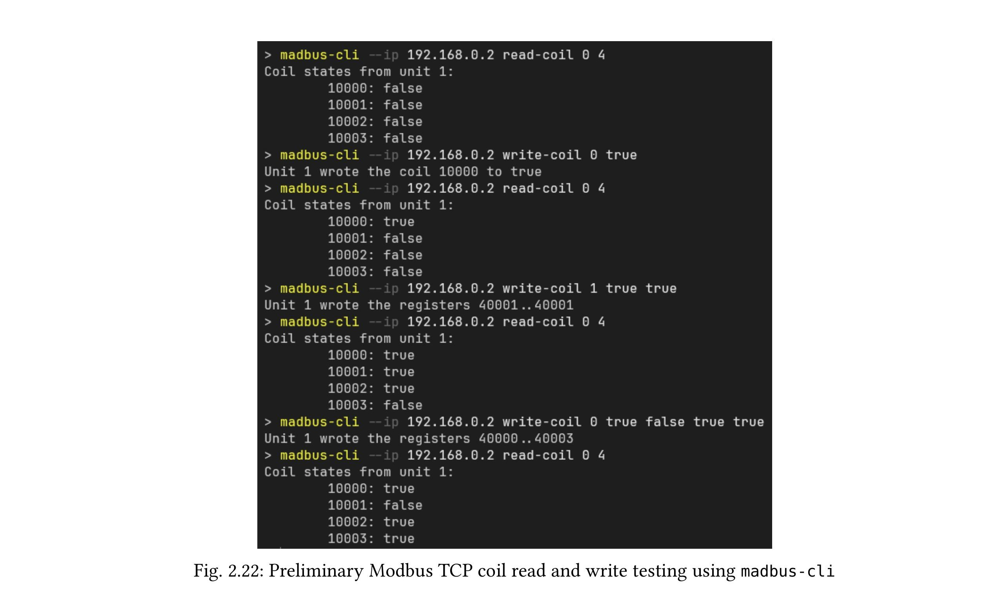 > madbus-cli --ip 192.168.0.2 read-coil 0 4
Coil states from unit 1:
10000: false
10001: false
10002: false
10003: false
> madbus-cli --ip 192.168.0.2 write-coil 0 true
Unit 1 wrote the coil 10000 to true
> madbus-cli --ip 192.168.0.2 read-coil 0 4
Coil states from unit 1:
10000: true
10001: false
10002: false
10003: false
> madbus-cli --ip 192.168.0.2 write-coil 1 true true
Unit 1 wrote the registers 40001..40001
> madbus-cli --ip 192.168.0.2 read-coil 0 4
Coil states from unit 1:
10000: true
10001: true
10002: true
10003: false
> madbus-cli --ip 192.168.0.2 write-coil 0 true false true true
Unit 1 wrote the registers 40000..40003
> madbus-cli --ip 192.168.0.2 read-coil 0 4
Coil states from unit 1:
10000: true
10001: false
10002: true
10003: true
Fig. 2.22: Preliminary Modbus TCP coil read and write testing using madbus-cli